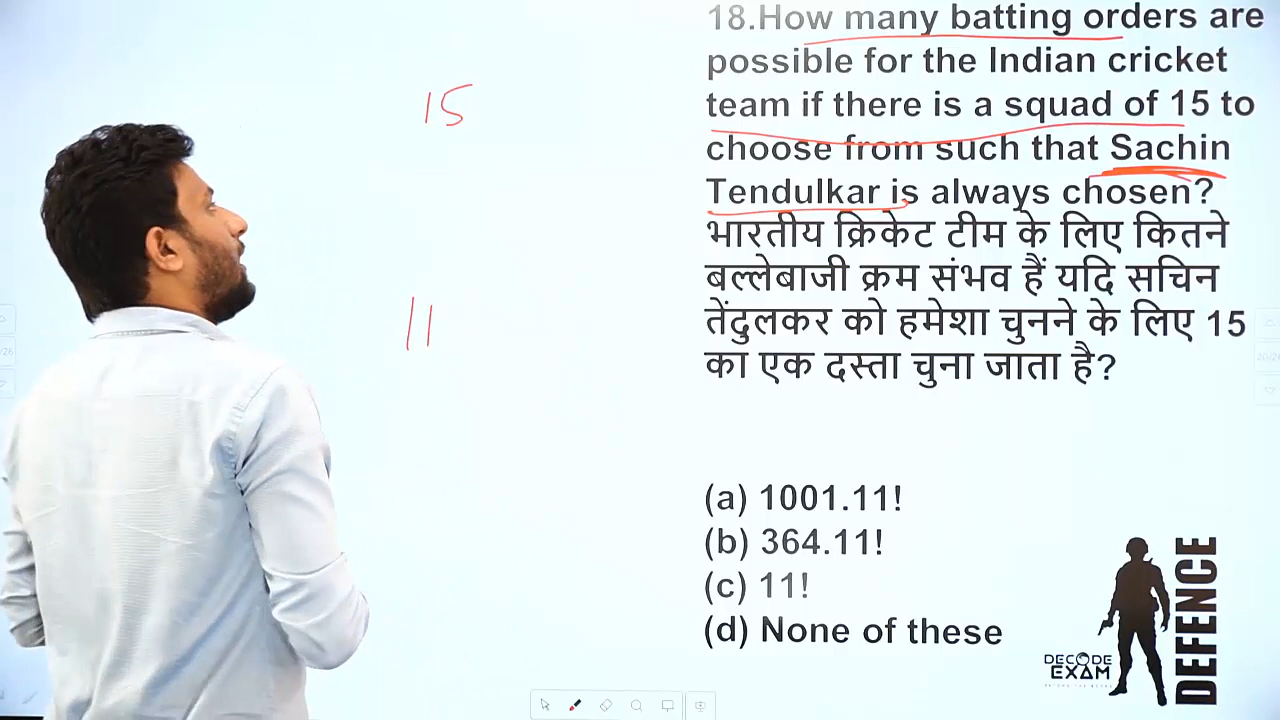 18.How many batting orders are
possible for the Indian cricket
team if there is a squad of 15 to
choose from such that Sachin
Tendulkar is always chosen?
भारतीय क्रिकेट टीम के लिए कितने
बल्लेबाजी क्रम संभव हैं यदि सचिन
तेंदुलकर को हमेशा चुनने के लिए 15
का एक दस्ता चुना जाता है?
(a) 1001.11!
(b) 364.11!
(c) 11!
(d) None of these
15
11
DECODE
EXAM
DEFENCE